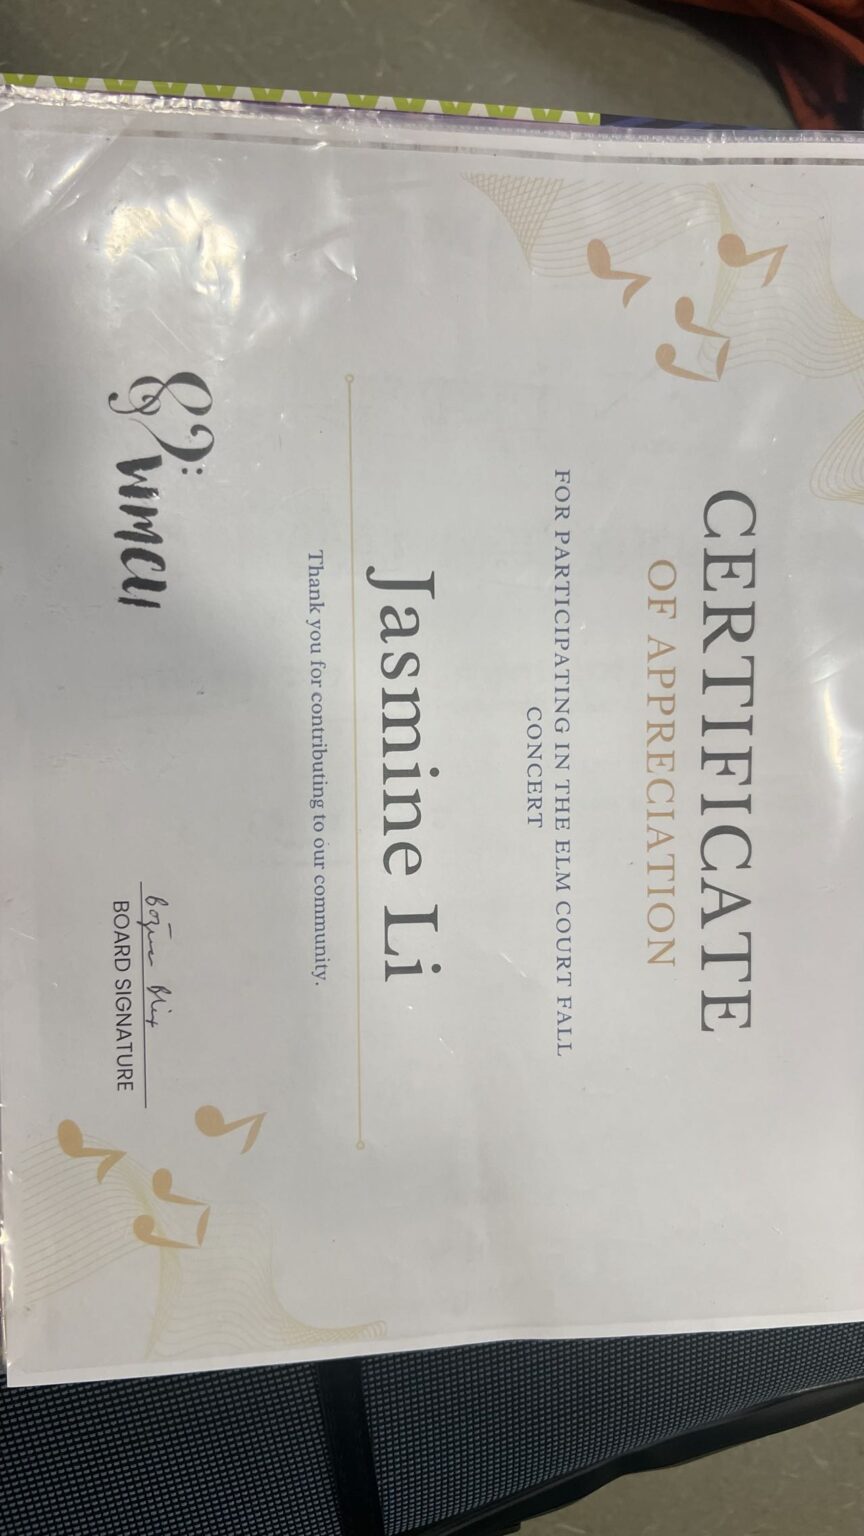 CERTIFICATE
OF APPRECIATION
FOR PARTICIPATING IN THE ELM COURT FALL
CONCERT
Jasmine Li
Thank you for contributing to our community.
BOARD SIGNATURE